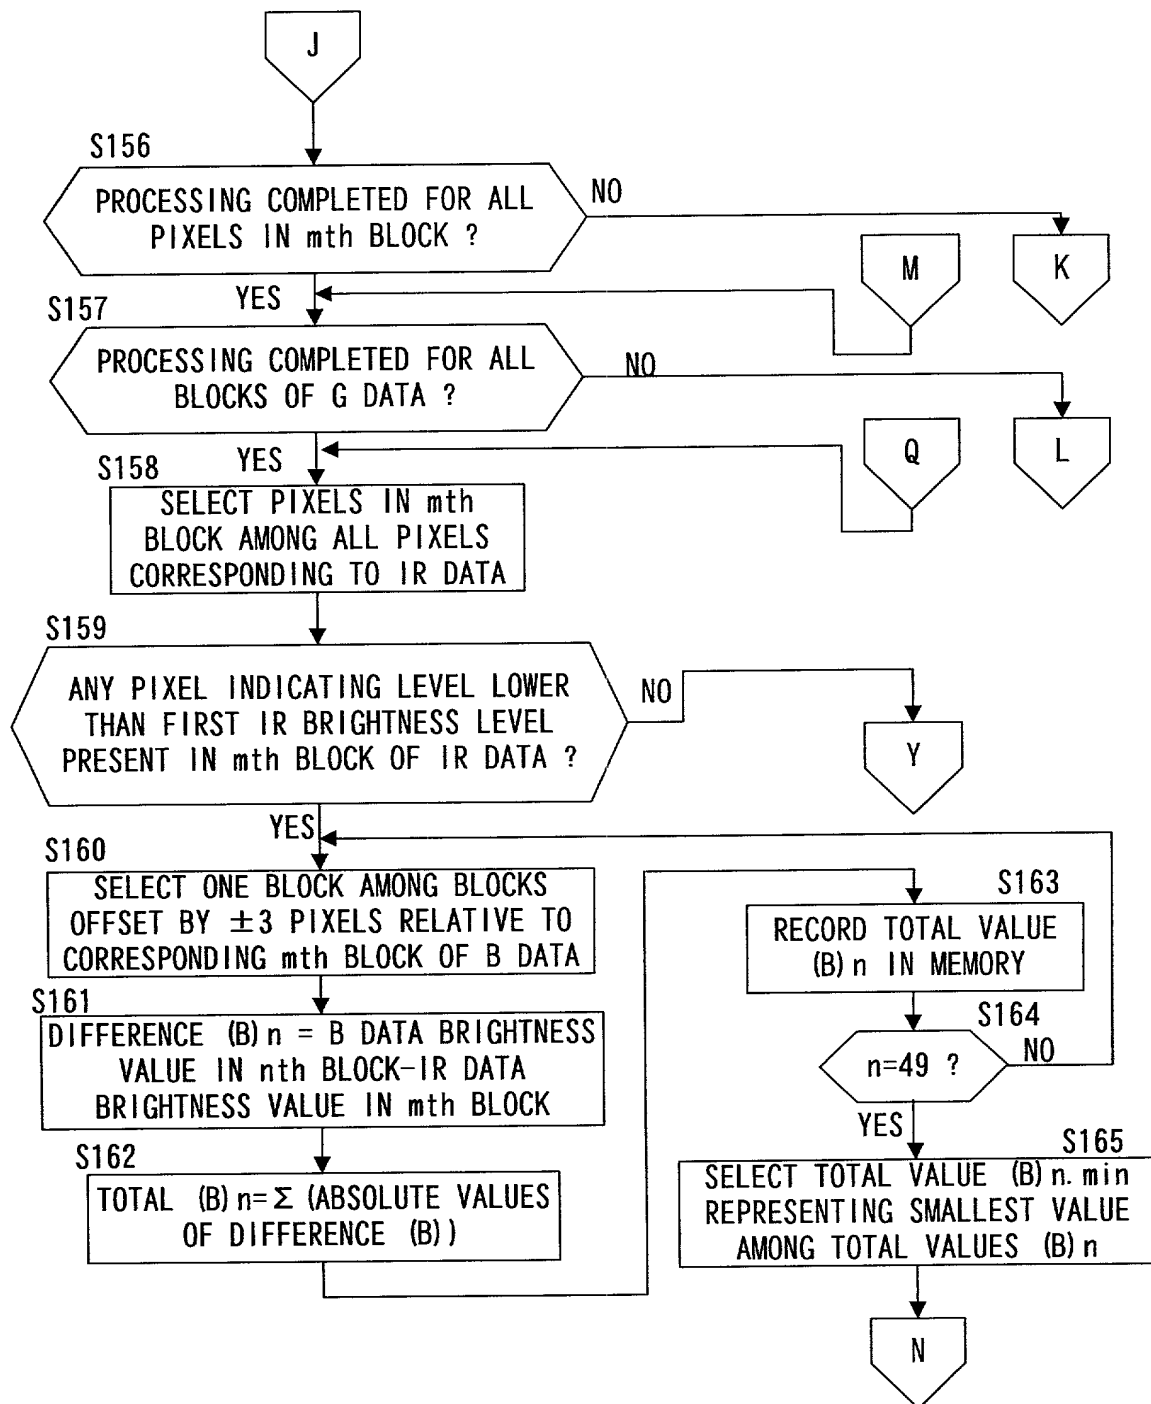 J
S156
PROCESSING COMPLETED FOR ALL
PIXELS IN mth BLOCK ?
NO
YES
M
K
S157
PROCESSING COMPLETED FOR ALL
BLOCKS OF G DATA ?
NO
YES
Q
L
S158
SELECT PIXELS IN mth
BLOCK AMONG ALL PIXELS
CORRESPONDING TO IR DATA
S159
ANY PIXEL INDICATING LEVEL LOWER
THAN FIRST IR BRIGHTNESS LEVEL
PRESENT IN mth BLOCK OF IR DATA ?
NO
Y
YES
S160
SELECT ONE BLOCK AMONG BLOCKS
OFFSET BY ±3 PIXELS RELATIVE TO
CORRESPONDING mth BLOCK OF B DATA
S161
DIFFERENCE (B)n = B DATA BRIGHTNESS
VALUE IN nth BLOCK-IR DATA
BRIGHTNESS VALUE IN mth BLOCK
S162
TOTAL (B)n=Σ (ABSOLUTE VALUES
OF DIFFERENCE (B))
S163
RECORD TOTAL VALUE
(B)n IN MEMORY
S164
n=49 ?
NO
YES
S165
SELECT TOTAL VALUE (B)n.min
REPRESENTING SMALLEST VALUE
AMONG TOTAL VALUES (B)n
N